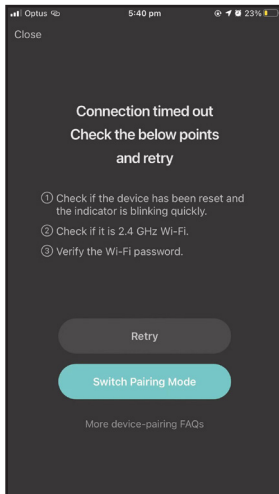 Optus
5:40 pm
23%
Close
Connection timed out
Check the below points
and retry
① Check if the device has been reset and
the indicator is blinking quickly.
② Check if it is 2.4 GHz Wi-Fi.
③ Verify the Wi-Fi password.
Retry
Switch Pairing Mode
More device-pairing FAQs